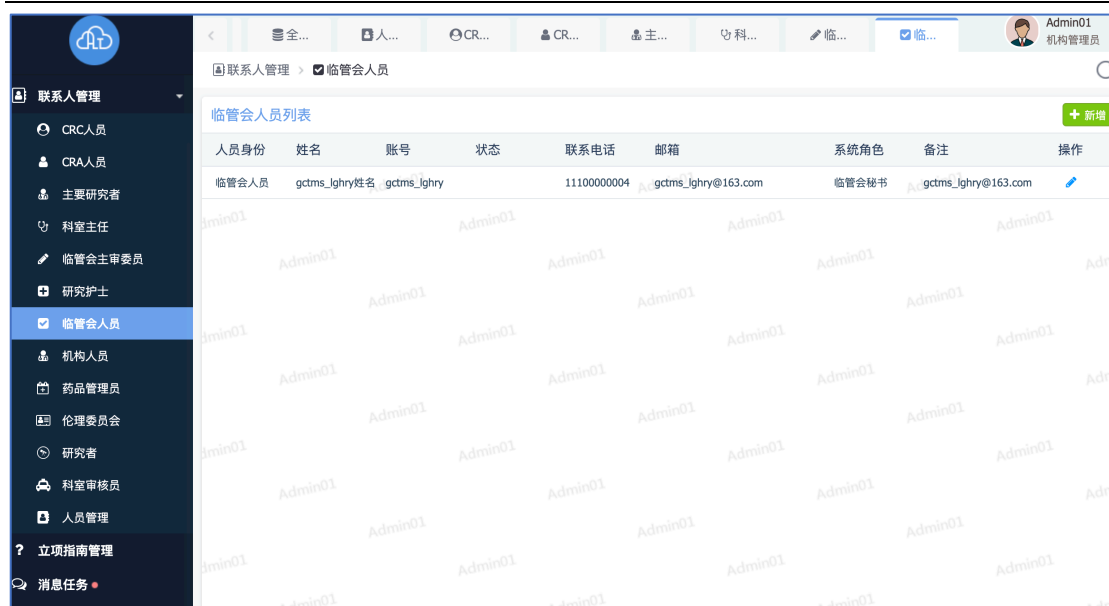 全...
人...
CR...
CR...
主...
科...
临...
临...
Admin01
机构管理员
联系人管理 > 临管会人员
联系人管理
CRC人员
CRA人员
主要研究者
科室主任
临管会主审委员
研究护士
临管会人员
机构人员
药品管理员
伦理委员会
研究者
科室审核员
人员管理
? 立项指南管理
消息任务
临管会人员列表
+ 新增
人员身份 姓名 账号 状态 联系电话 邮箱 系统角色 备注 操作
临管会人员 gctms_lghry姓名 gctms_lghry 11100000004 gctms_lghry@163.com 临管会秘书 gctms_lghry@163.com
Admin01